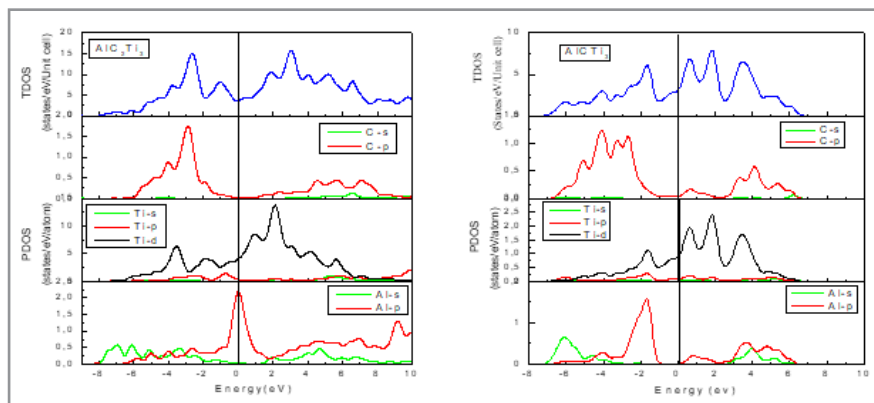 AlC₃Ti₃
TDOS
(states/eV/Unit cell)
20
15
10
5
2,0
C-s
C-p
1,5
1,0
0,5
Ti-s
Ti-p
Ti-d
10
5
PDOS
(states/eV/atom)
Al-s
Al-p
2,0
1,5
1,0
0,5
0,0
-8 -6 -4 -2 0 2 4 6 8 10
Energy(eV)
TDOS
(States/eV/Unit cell)
10
5
C-s
C-p
1,0
0,5
0,0
PDOS
(states/eV/atom)
Ti-s
Ti-p
Ti-d
2,5
2,0
1,5
1,0
0,5
Al-s
Al-p
1
0
-8 -6 -4 -2 0 2 4 6 8 10
Energy (ev)